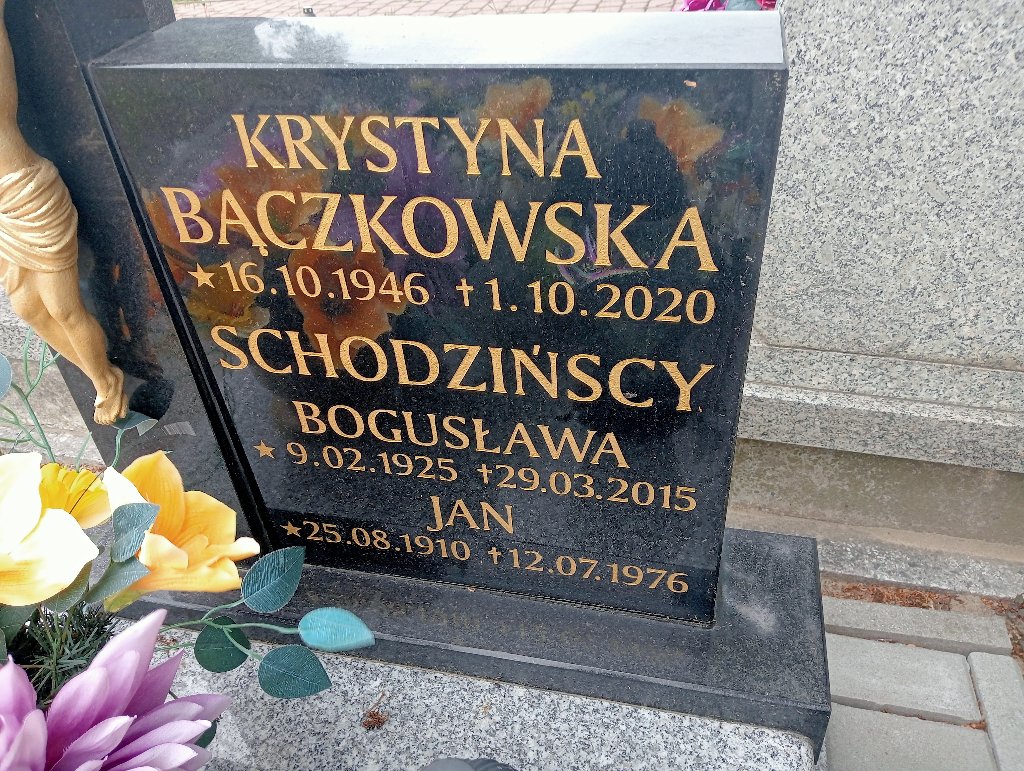 KRYSTYNA
BĄCZKOWSKA
★16.10.1946 ✝1.10.2020
SCHODZIŃSCY
BOGUSŁAWA
★9.02.1925 ✝29.03.2015
JAN
★25.08.1910 ✝12.07.1976